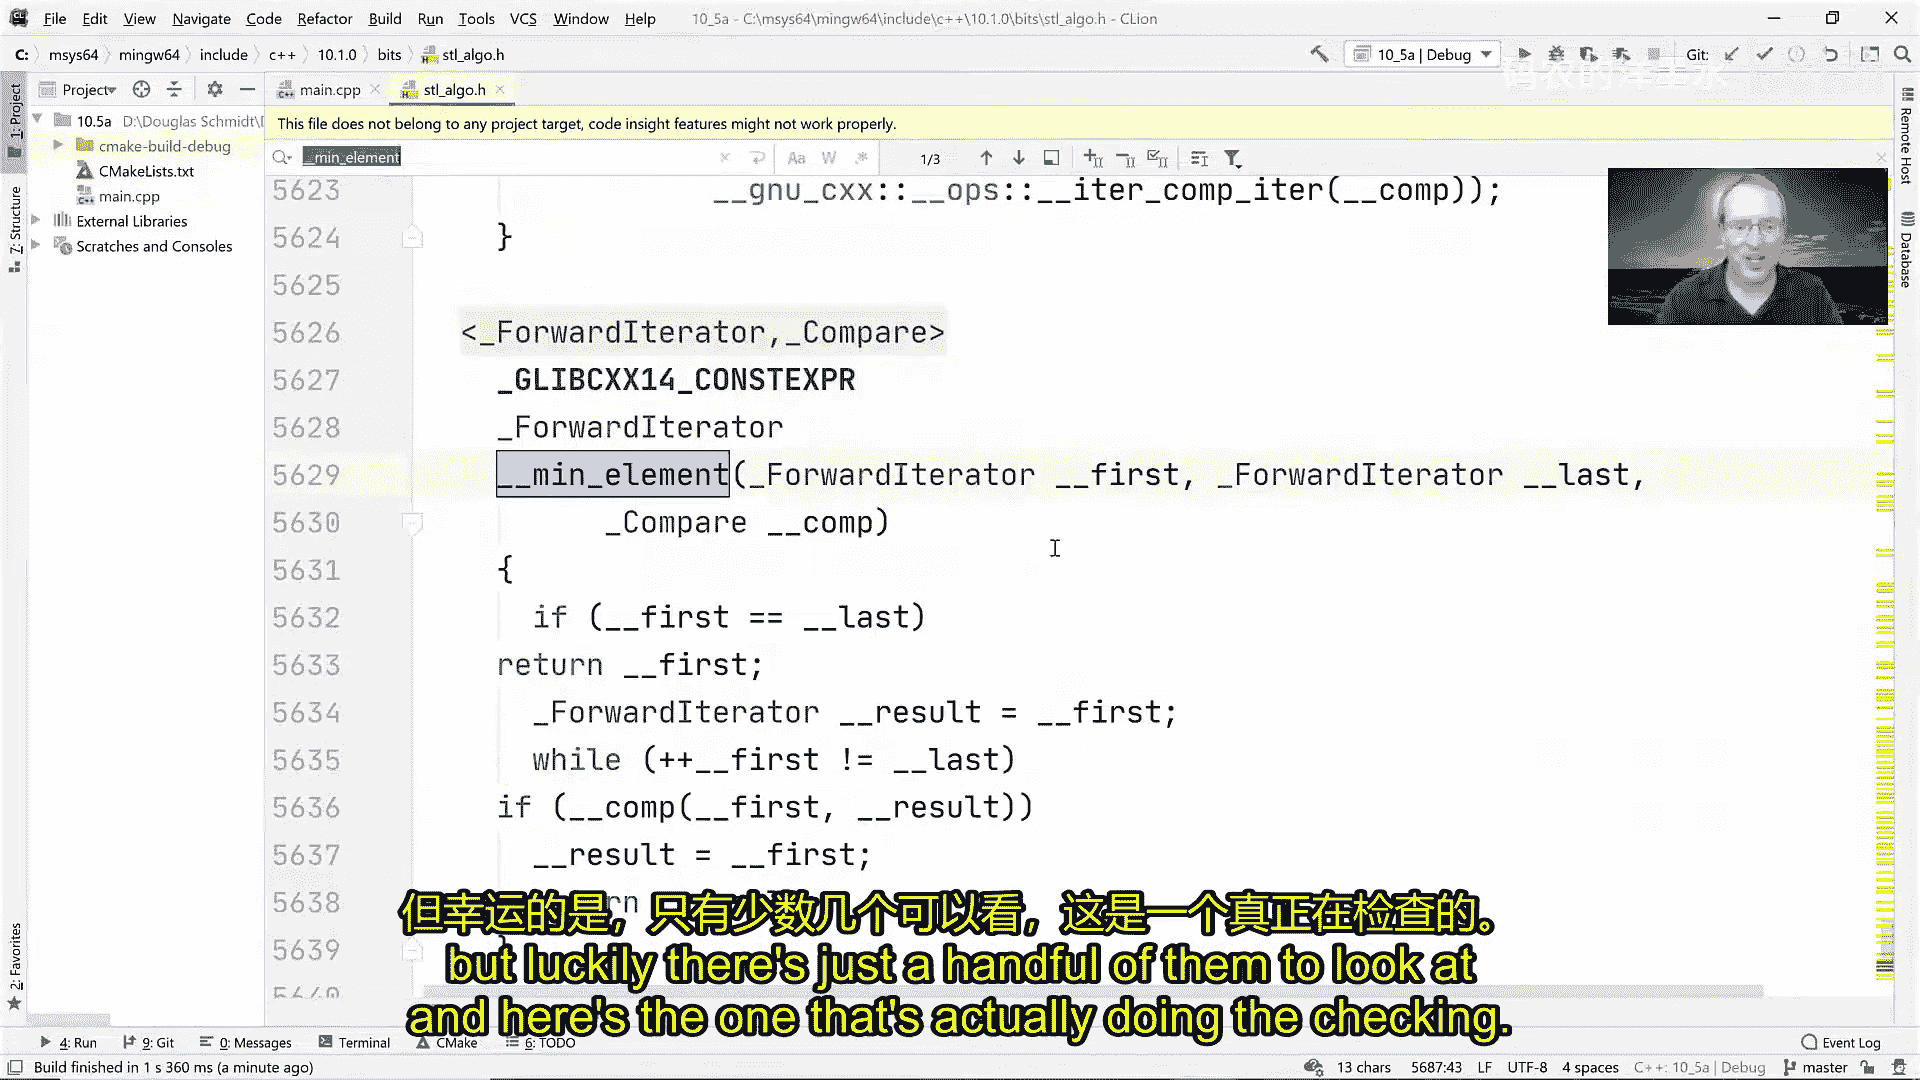 File Edit View Navigate Code Refactor Build Run Tools VCS Window Help 10_5a - C:\msys64\mingw64\include\c++\10.1.0\bits\stl_algo.h - CLion
C: msys64 mingw64 include c++ 10.1.0 bits stl_algo.h 10_5a | Debug Git:
Project main.cpp stl_algo.h
1: Project
7: Structure
2: Favorites
Remote Host
Database
10.5a D:\Douglas Schmidt\
cmake-build-debug
CMakeLists.txt
main.cpp
External Libraries
Scratches and Consoles
This file does not belong to any project target, code insight features might not work properly.
__min_element Aa W .* 1/3
5623 __gnu_cxx::__ops::__iter_comp_iter(__comp));
5624 }
5625
5626 <_ForwardIterator,_Compare>
5627 _GLIBCXX14_CONSTEXPR
5628 _ForwardIterator
5629 __min_element(_ForwardIterator __first, _ForwardIterator __last,
5630 _Compare __comp)
5631 {
5632 if (__first == __last)
5633 return __first;
5634 _ForwardIterator __result = __first;
5635 while (++__first != __last)
5636 if (__comp(__first, __result))
5637 __result = __first;
5638
5639
但幸运的是，只有少数几个可以看，这是一个真正在检查的。
but luckily there's just a handful of them to look at
and here's the one that's actually doing the checking.
4: Run 9: Git 0: Messages Terminal CMake 6: TODO Event Log
Build finished in 1 s 360 ms (a minute ago) 13 chars 5687:43 LF UTF-8 4 spaces C++: 10_5a | Debug master